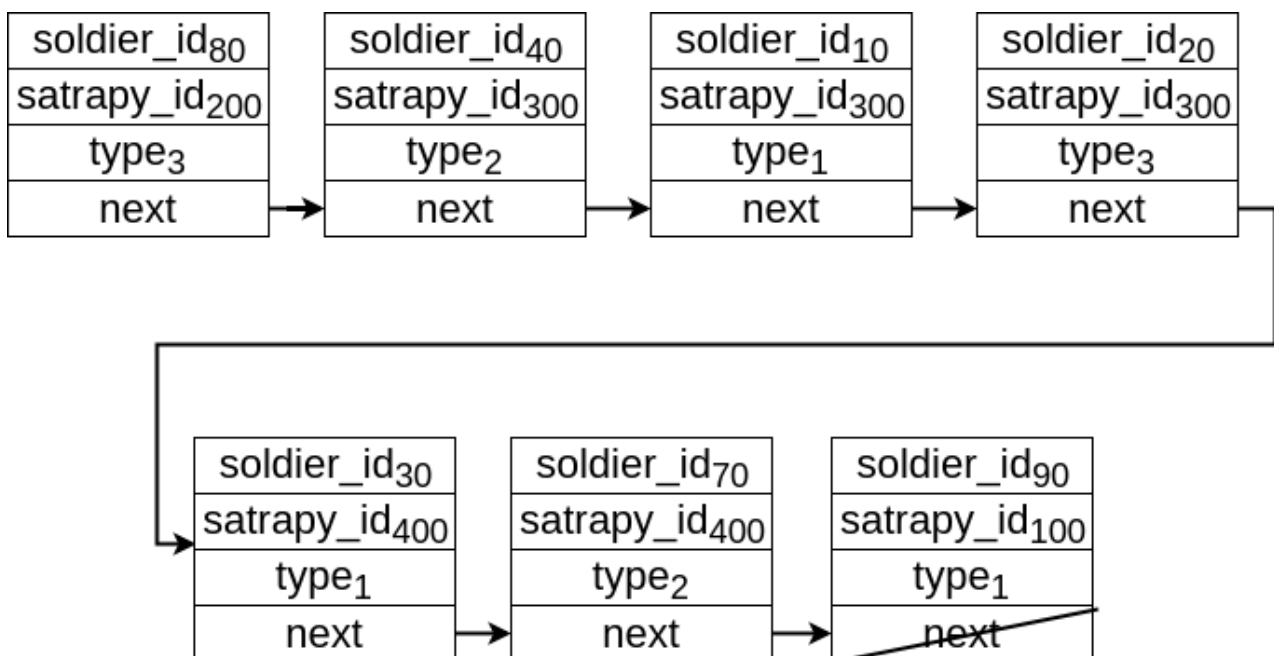 soldier_id80
satrapy_id200
type3
next
soldier_id40
satrapy_id300
type2
next
soldier_id10
satrapy_id300
type1
next
soldier_id20
satrapy_id300
type3
next
soldier_id30
satrapy_id400
type1
next
soldier_id70
satrapy_id400
type2
next
soldier_id90
satrapy_id100
type1
next